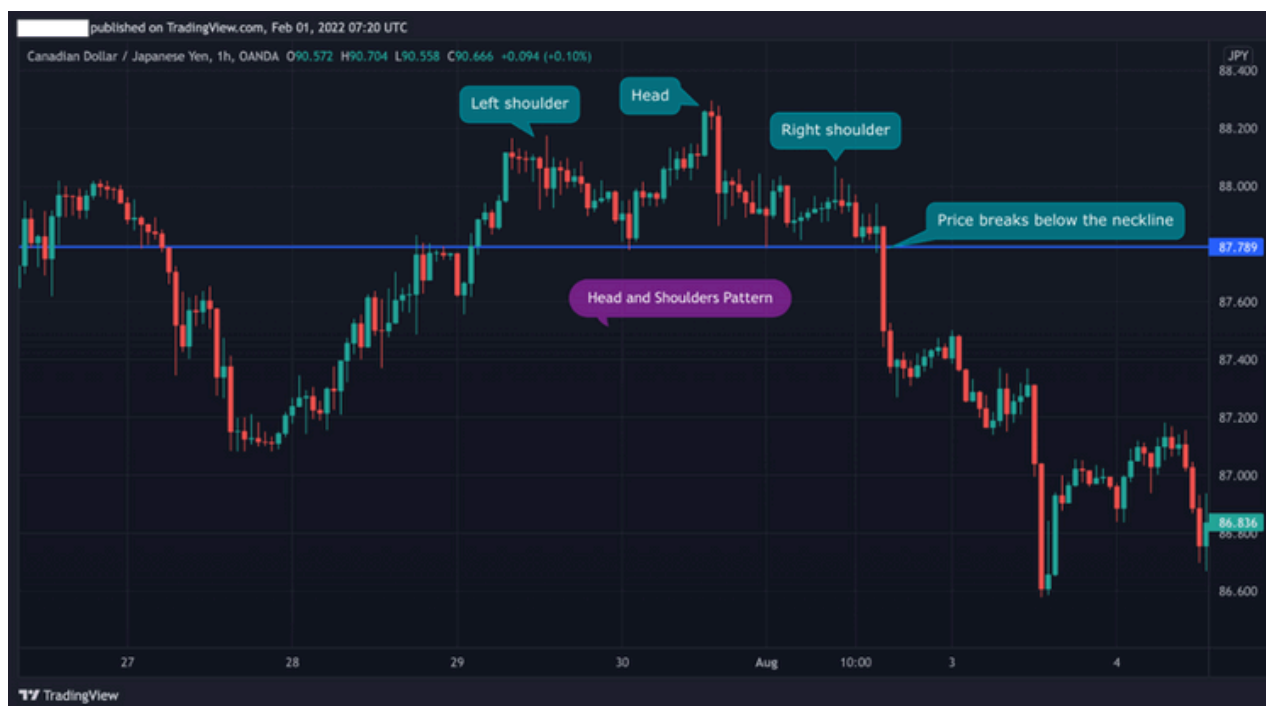 published on TradingView.com, Feb 01, 2022 07:20 UTC
Canadian Dollar / Japanese Yen, 1h, OANDA O90.572 H90.704 L90.558 C90.666 +0.094 (+0.10%)
JPY
88.400
Head
Left shoulder
88.200
Right shoulder
88.000
Price breaks below the neckline
87.789
Head and Shoulders Pattern
87.600
87.400
87.200
87.000
86.836
86.800
86.600
27 28 29 30 Aug 10:00 3 4
TradingView